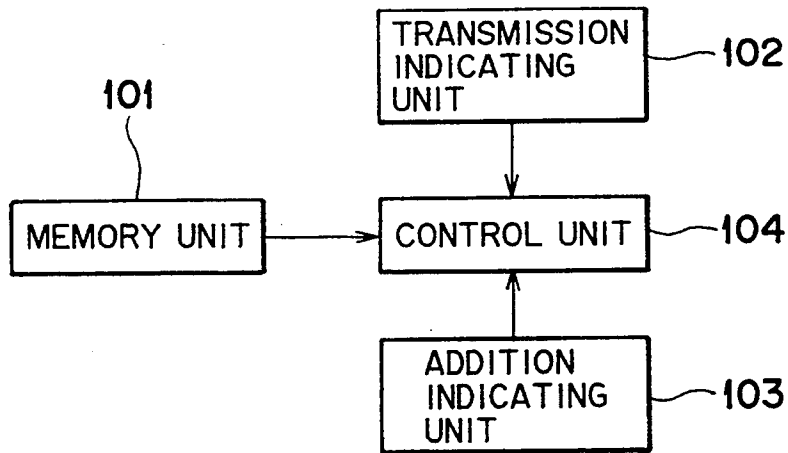 TRANSMISSION
INDICATING
UNIT
102
101
MEMORY UNIT
CONTROL UNIT
104
ADDITION
INDICATING
UNIT
103